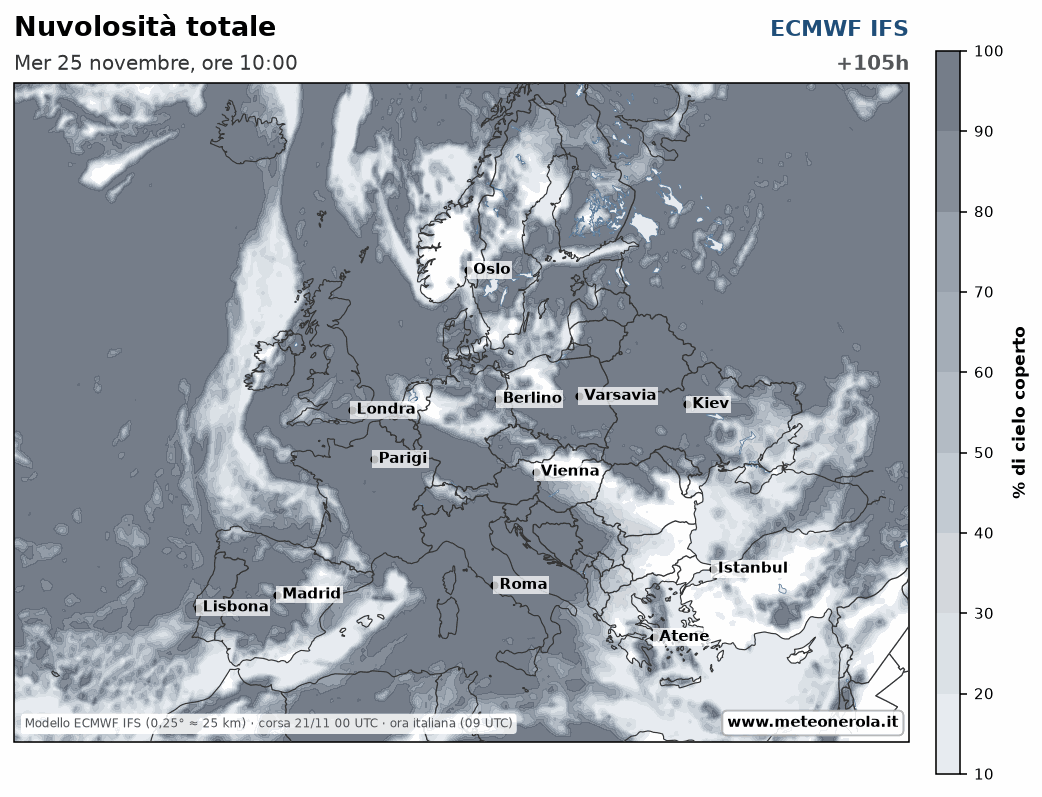 Nuvolosità totale
ECMWF IFS
Mer 25 novembre, ore 10:00
+105h
100
90
80
70
60
50
40
30
20
10
% di cielo coperto
Oslo
Londra
Berlino
Varsavia
Kiev
Parigi
Vienna
Istanbul
Roma
Madrid
Lisbona
Atene
Modello ECMWF IFS (0,25° ≈ 25 km) · corsa 21/11 00 UTC · ora italiana (09 UTC)
www.meteonerola.it